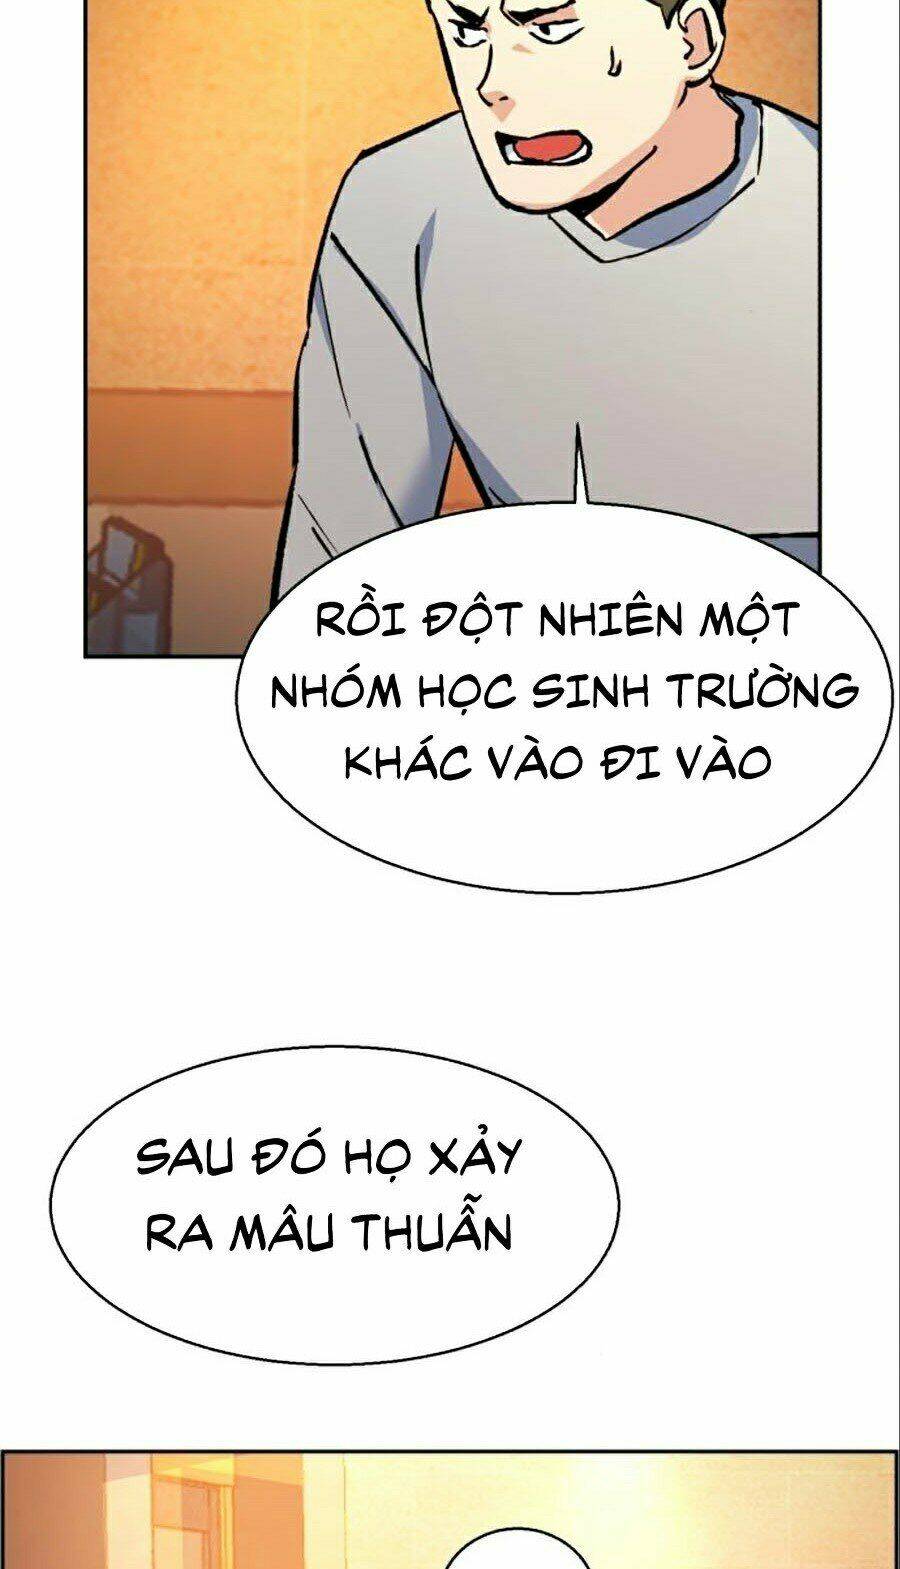 RỒI ĐỘT NHIÊN MỘT
NHÓM HỌC SINH TRƯỜNG
KHÁC VÀO ĐI VÀO
SAU ĐÓ HỌ XẢY
RA MÂU THUẪN